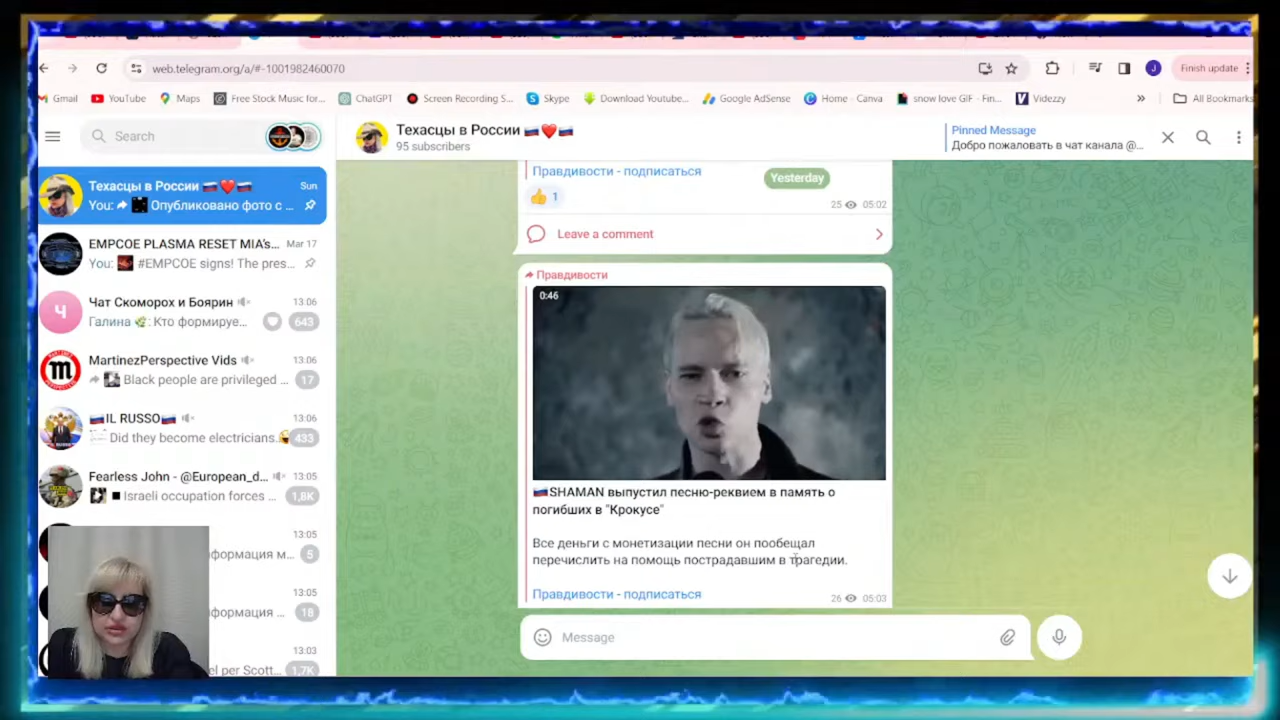 web.telegram.org/a/#-1001982460070
Finish update
Gmail
YouTube
Maps
Free Stock Music for...
ChatGPT
Screen Recording S...
Skype
Download Youtube...
Google AdSense
Home - Canva
snow love GIF - Fin...
Videzzy
»
All Bookmarks
Search
Техасцы в России 🇷🇺❤️🇷🇺
95 subscribers
Pinned Message
Добро пожаловать в чат канала @...
Техасцы в России 🇷🇺❤️🇷🇺 Sun
You: Опубликовано фото с ...
EMPCOE PLASMA RESET MIA's... Mar 17
You: #EMPCOE signs! The pres...
Ч
Чат Скоморох и Боярин 13:06
Галина : Кто формируе... 643
MartinezPerspective Vids 13:06
Black people are privileged ... 17
🇷🇺IL RUSSO🇷🇺 13:06
Did they become electricians. 433
Fearless John - @European_d... 13:05
Israeli occupation forces ... 1,8K
13:05
формация м... 5
13:05
формация ... 18
13:03
el per Scott... 1,7K
Правдивости - подписаться
Yesterday
👍 1
25 05:02
Leave a comment
Правдивости
0:46
🇷🇺SHAMAN выпустил песню-реквием в память о
погибших в "Крокусе"
Все деньги с монетизации песни он пообещал
перечислить на помощь пострадавшим в трагедии.
Правдивости - подписаться
26 05:03
Message